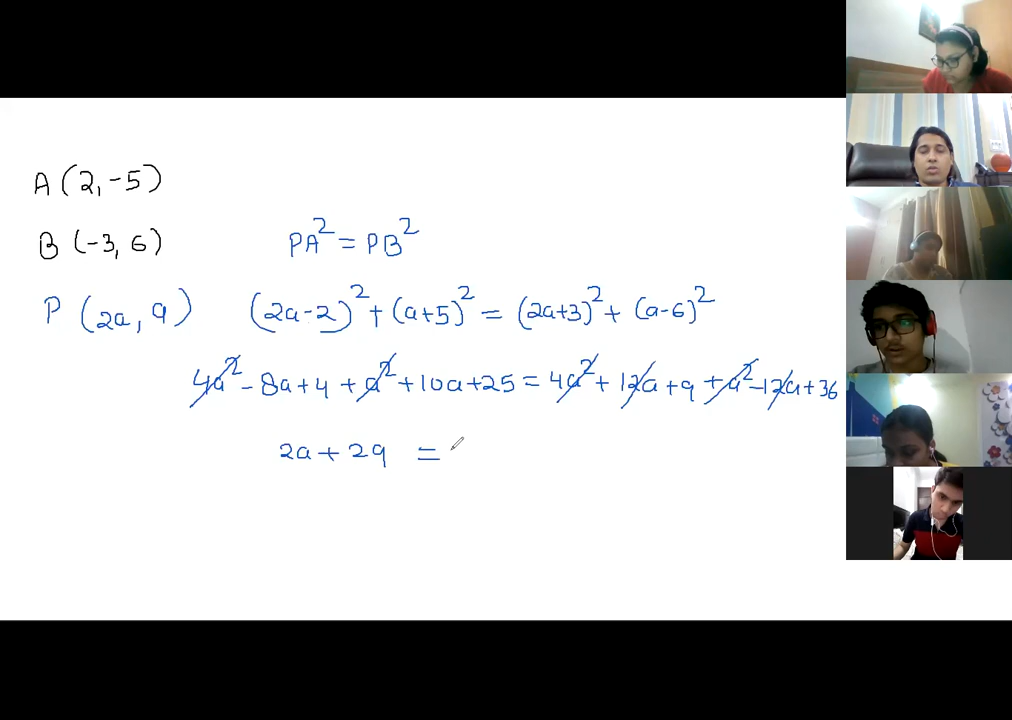 A (2, -5)
B (-3, 6)
PA² = PB²
P (2a, a)
(2a-2)² + (a+5)² = (2a+3)² + (a-6)²
4a² - 8a + 4 + a² + 10a + 25 = 4a² + 12a + 9 + a² - 12a + 36
2a + 29 =